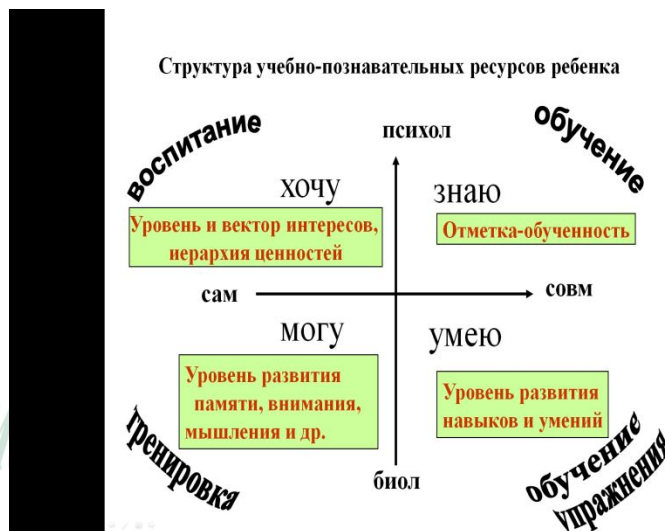 Структура учебно-познавательных ресурсов ребенка
воспитание
психол
обучение
хочу
знаю
Уровень и вектор интересов,
иерархия ценностей
Отметка-обученность
сам
совм
могу
умею
Уровень развития
памяти, внимания,
мышления и др.
Уровень развития
навыков и умений
тренировка
биол
обучение
упражнения